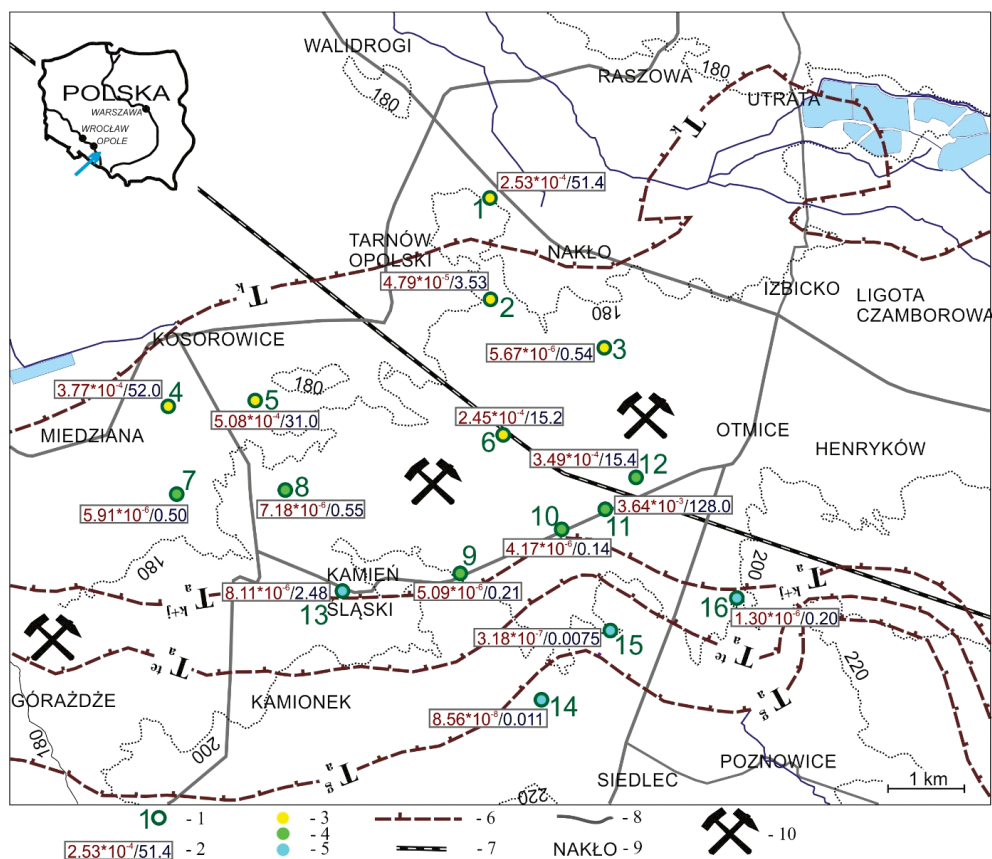 WALIDROGI
RASZOWA
180
180
UTRATA
POLSKA
WARSZAWA
WROCŁAW
OPOLE
T k
2.53*10⁻⁴/51.4
1
TARNÓW
OPOLSKI
NAKŁO
4.79*10⁻⁵/3.53
2
IZBICKO
LIGOTA
CZAMBOROWA
T k
180
KOSOROWICE
5.67*10⁻⁶/0.54
3
180
3.77*10⁻⁴/52.0
4
5
5.08*10⁻⁴/31.0
2.45*10⁻⁴/15.2
6
MIEDZIANA
OTMICE
HENRYKÓW
3.49*10⁻⁴/15.4
12
7
8
5.91*10⁻⁶/0.50
7.18*10⁻⁶/0.55
3.64*10⁻³/128.0
11
10
4.17*10⁻⁶/0.14
180
9
200
KAMIEŃ
ŚLĄSKI
T a k+j
8.11*10⁻⁶/2.48
13
5.09*10⁻⁶/0.21
T a k+j
16
1.30*10⁻⁶/0.20
3.18*10⁻⁷/0.0075
15
T a te
T a te
220
GÓRAŻDŻE
KAMIONEK
14
8.56*10⁻⁸/0.011
T a g
180
200
T a g
SIEDLEC
POZNOWICE
1 km
220
10 - 1
- 3
- 6
- 8
- 10
- 4
2.53*10⁻⁴/51.4 - 2
- 5
- 7
NAKŁO - 9